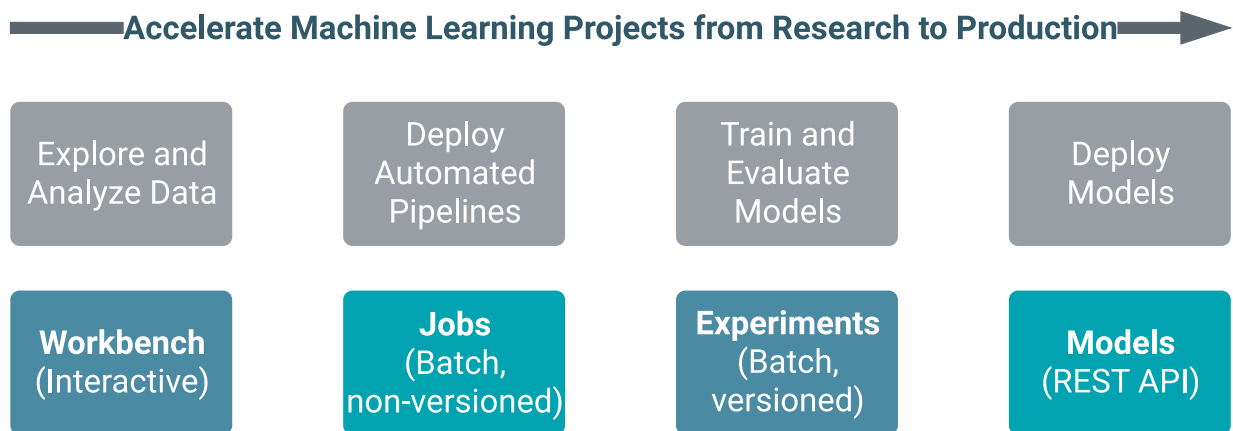 Accelerate Machine Learning Projects from Research to Production
Explore and
Analyze Data
Deploy
Automated
Pipelines
Train and
Evaluate
Models
Deploy
Models
Workbench
(Interactive)
Jobs
(Batch,
non-versioned)
Experiments
(Batch,
versioned)
Models
(REST API)